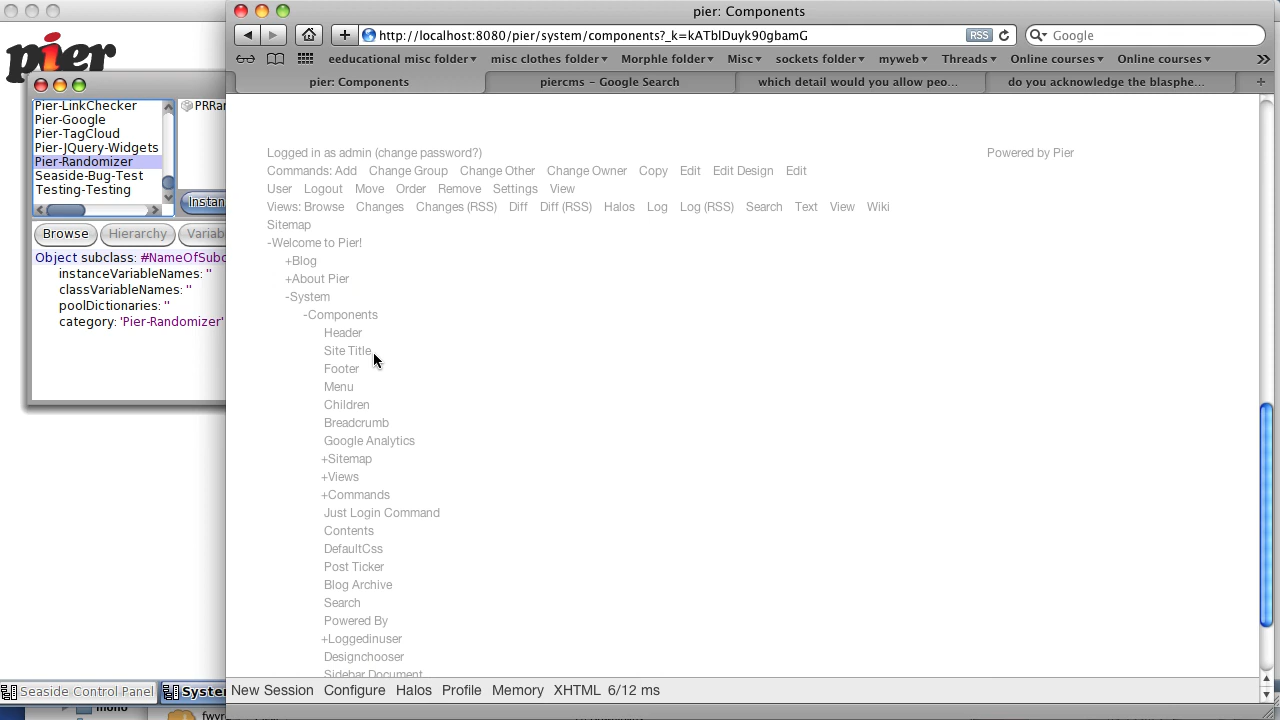 pier: Components
http://localhost:8080/pier/system/components?_k=kATblDuyk90gbamG
RSS
Google
eeducational misc folder
misc clothes folder
Morphle folder
Misc
sockets folder
myweb
Threads
Online courses
Online courses
pier: Components
piercms – Google Search
which detail would you allow peo...
do you acknowledge the blasphe...
pier
Pier-LinkChecker
Pier-Google
Pier-TagCloud
Pier-JQuery-Widgets
Pier-Randomizer
Seaside-Bug-Test
Testing-Testing
Browse
Hierarchy
Object subclass:
instanceVariableNames: ''
classVariableNames: ''
poolDictionaries: ''
category: 'Pier-Randomizer'
Logged in as admin (change password?)
Powered by Pier
Commands: Add Change Group Change Other Change Owner Copy Edit Edit Design Edit
User Logout Move Order Remove Settings View
Views: Browse Changes Changes (RSS) Diff Diff (RSS) Halos Log Log (RSS) Search Text View Wiki
Sitemap
-Welcome to Pier!
+Blog
+About Pier
-System
-Components
Header
Site Title
Footer
Menu
Children
Breadcrumb
Google Analytics
+Sitemap
+Views
+Commands
Just Login Command
Contents
DefaultCss
Post Ticker
Blog Archive
Search
Powered By
+Loggedinuser
Designchooser
Sidebar Document
New Session Configure Halos Profile Memory XHTML 6/12 ms
Seaside Control Panel
mono